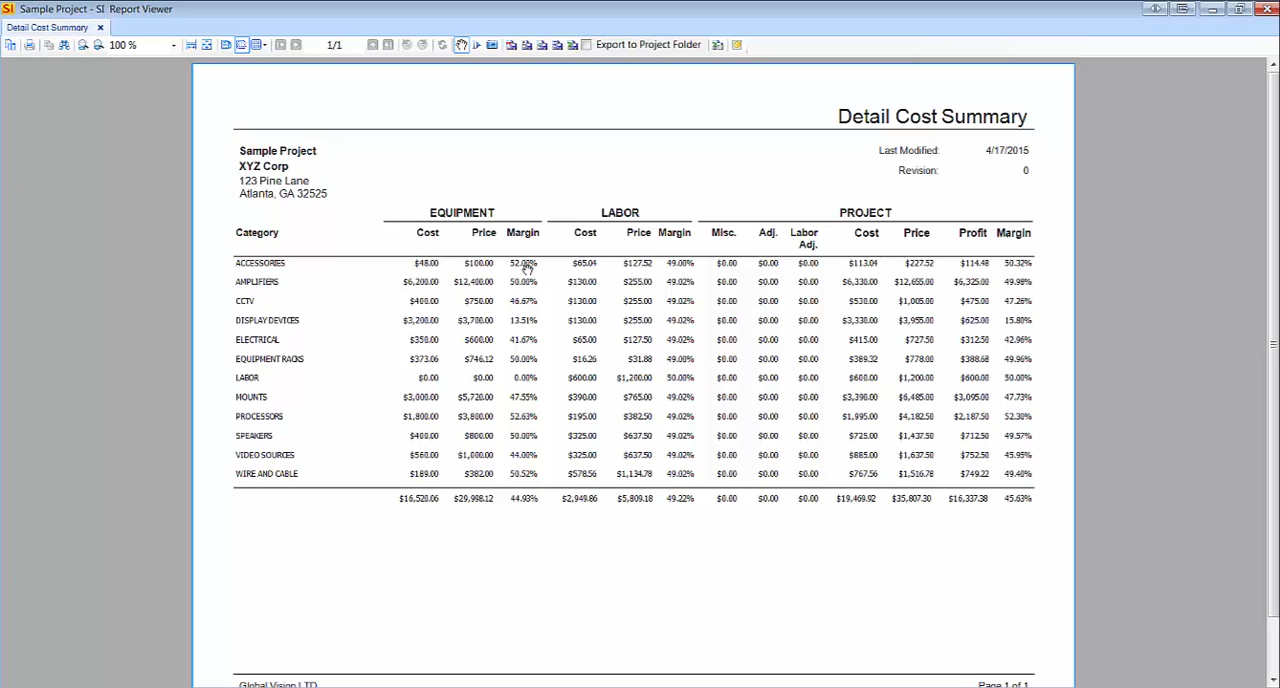 SI Sample Project - SI Report Viewer
Detail Cost Summary
100 % 1/1 Export to Project Folder
Detail Cost Summary
Sample Project Last Modified: 4/17/2015
XYZ Corp Revision: 0
123 Pine Lane
Atlanta, GA 32525
EQUIPMENT LABOR PROJECT
Category Cost Price Margin Cost Price Margin Misc. Adj. Labor Adj. Cost Price Profit Margin
ACCESSORIES $48.00 $100.00 52.00% $65.04 $127.52 49.00% $0.00 $0.00 $0.00 $113.04 $227.52 $114.48 50.32%
AMPLIFIERS $6,200.00 $12,400.00 50.00% $130.00 $255.00 49.02% $0.00 $0.00 $0.00 $6,330.00 $12,655.00 $6,325.00 49.98%
CCTV $400.00 $750.00 46.67% $130.00 $255.00 49.02% $0.00 $0.00 $0.00 $530.00 $1,005.00 $475.00 47.26%
DISPLAY DEVICES $3,200.00 $3,700.00 13.51% $130.00 $255.00 49.02% $0.00 $0.00 $0.00 $3,330.00 $3,955.00 $625.00 15.80%
ELECTRICAL $350.00 $600.00 41.67% $65.00 $127.50 49.02% $0.00 $0.00 $0.00 $415.00 $727.50 $312.50 42.96%
EQUIPMENT RACKS $373.06 $746.12 50.00% $16.26 $31.88 49.00% $0.00 $0.00 $0.00 $389.32 $778.00 $388.68 49.96%
LABOR $0.00 $0.00 0.00% $600.00 $1,200.00 50.00% $0.00 $0.00 $0.00 $600.00 $1,200.00 $600.00 50.00%
MOUNTS $3,000.00 $5,720.00 47.55% $390.00 $765.00 49.02% $0.00 $0.00 $0.00 $3,390.00 $6,485.00 $3,095.00 47.73%
PROCESSORS $1,800.00 $3,800.00 52.63% $195.00 $382.50 49.02% $0.00 $0.00 $0.00 $1,995.00 $4,182.50 $2,187.50 52.30%
SPEAKERS $400.00 $800.00 50.00% $325.00 $637.50 49.02% $0.00 $0.00 $0.00 $725.00 $1,437.50 $712.50 49.57%
VIDEO SOURCES $560.00 $1,000.00 44.00% $325.00 $637.50 49.02% $0.00 $0.00 $0.00 $885.00 $1,637.50 $752.50 45.95%
WIRE AND CABLE $189.00 $382.00 50.52% $578.56 $1,134.78 49.02% $0.00 $0.00 $0.00 $767.56 $1,516.78 $749.22 49.40%
$16,520.06 $29,998.12 44.93% $2,949.86 $5,809.18 49.22% $0.00 $0.00 $0.00 $19,469.92 $35,807.30 $16,337.38 45.63%
Global Vision LTD Page 1 of 1